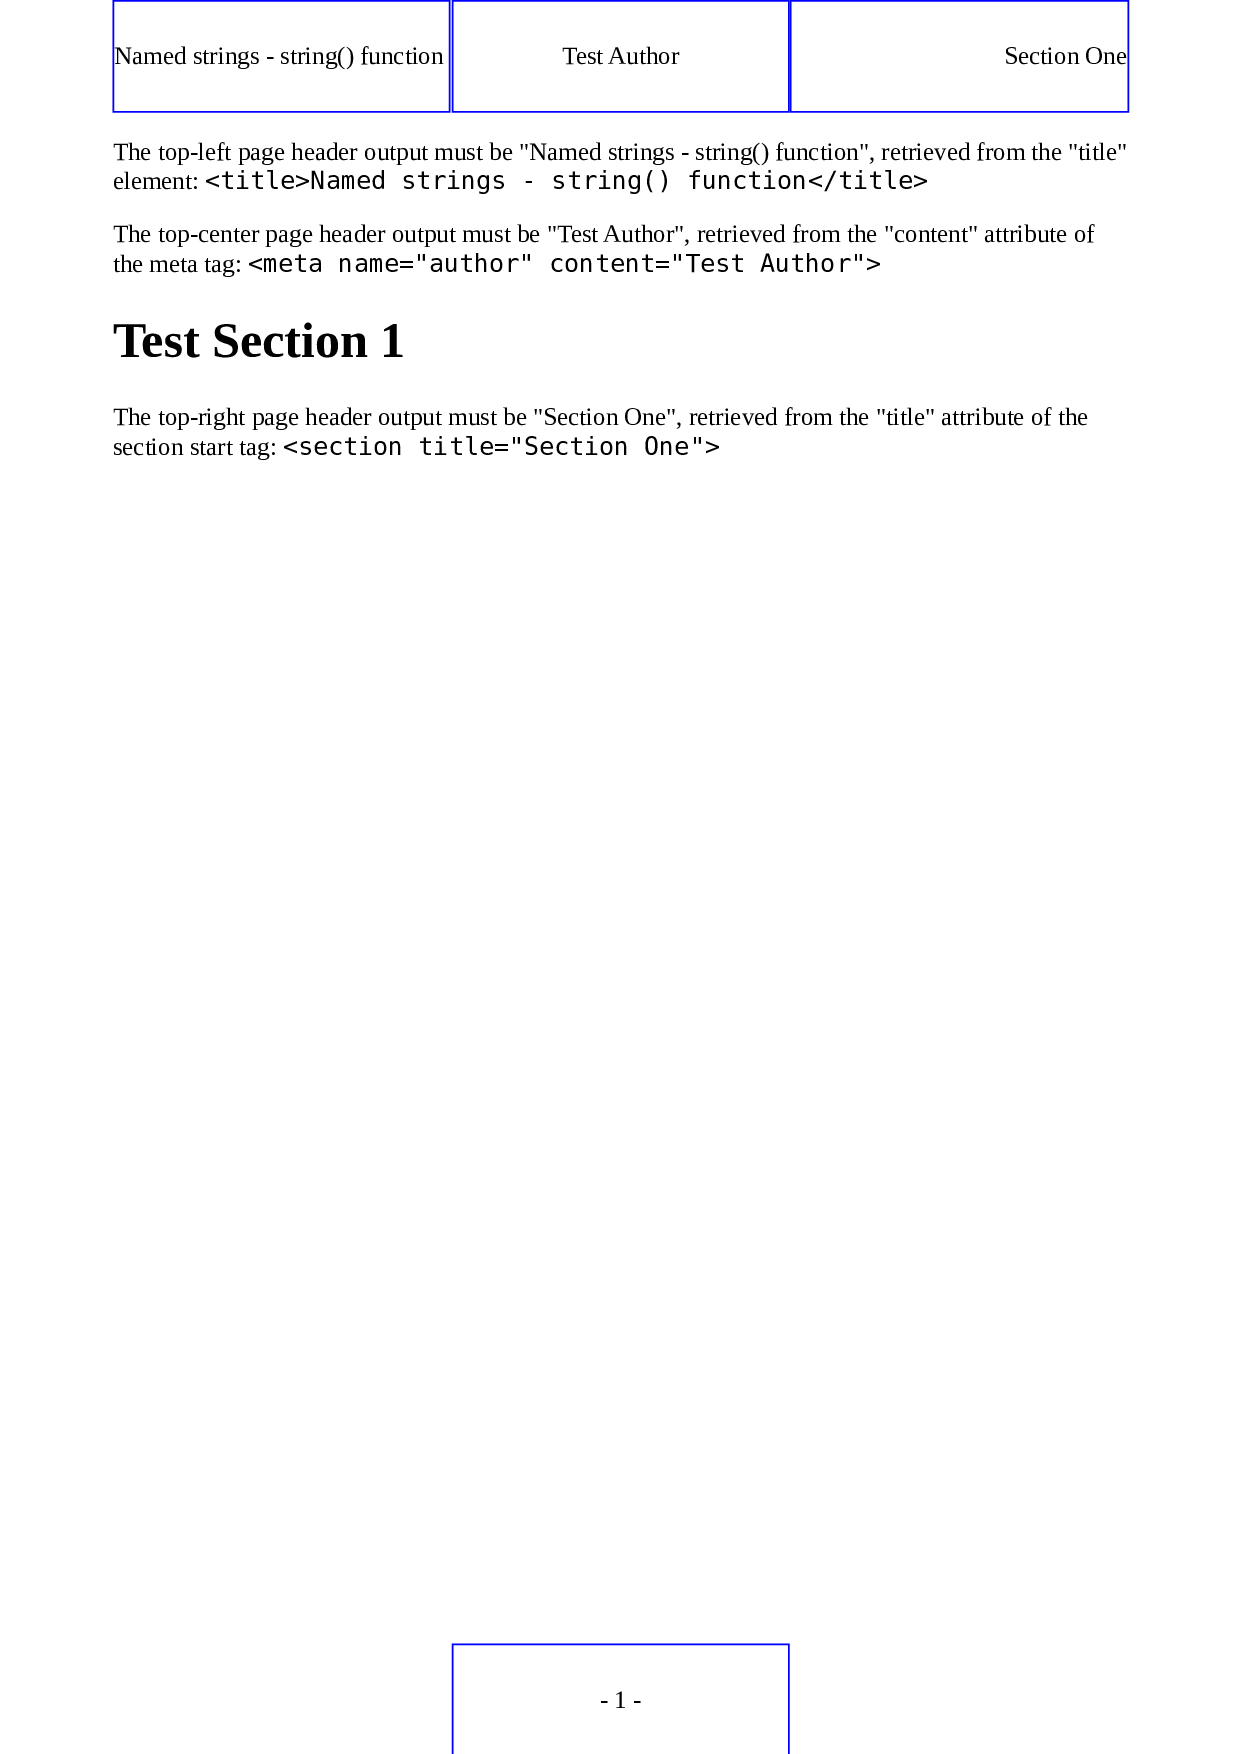 Named strings - string() function
Test Author
Section One
The top-left page header output must be "Named strings - string() function", retrieved from the "title"
element: <title>Named strings - string() function</title>
The top-center page header output must be "Test Author", retrieved from the "content" attribute of
the meta tag: <meta name="author" content="Test Author">
Test Section 1
The top-right page header output must be "Section One", retrieved from the "title" attribute of the
section start tag: <section title="Section One">
- 1 -